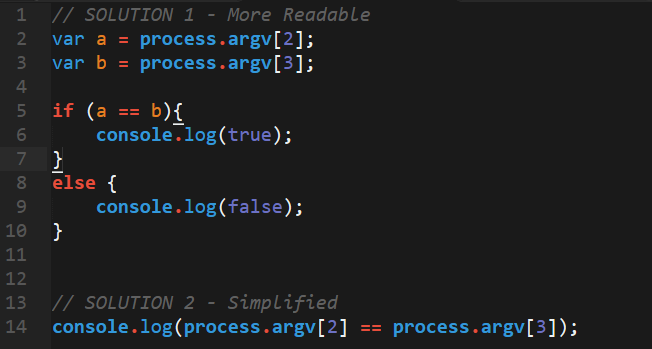 1 // SOLUTION 1 - More Readable
2 var a = process.argv[2];
3 var b = process.argv[3];
4
5 if (a == b){
6     console.log(true);
7 }
8 else {
9     console.log(false);
10 }
11
12
13 // SOLUTION 2 - Simplified
14 console.log(process.argv[2] == process.argv[3]);